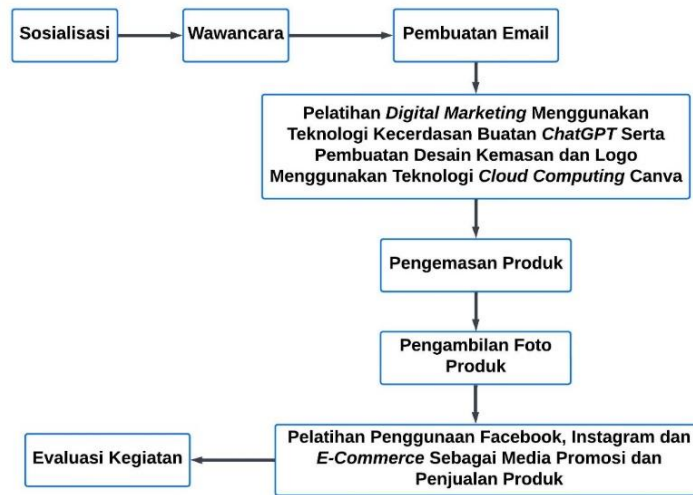 Sosialisasi
Wawancara
Pembuatan Email
Pelatihan Digital Marketing Menggunakan
Teknologi Kecerdasan Buatan ChatGPT Serta
Pembuatan Desain Kemasan dan Logo
Menggunakan Teknologi Cloud Computing Canva
Pengemasan Produk
Pengambilan Foto
Produk
Pelatihan Penggunaan Facebook, Instagram dan
E-Commerce Sebagai Media Promosi dan
Penjualan Produk
Evaluasi Kegiatan